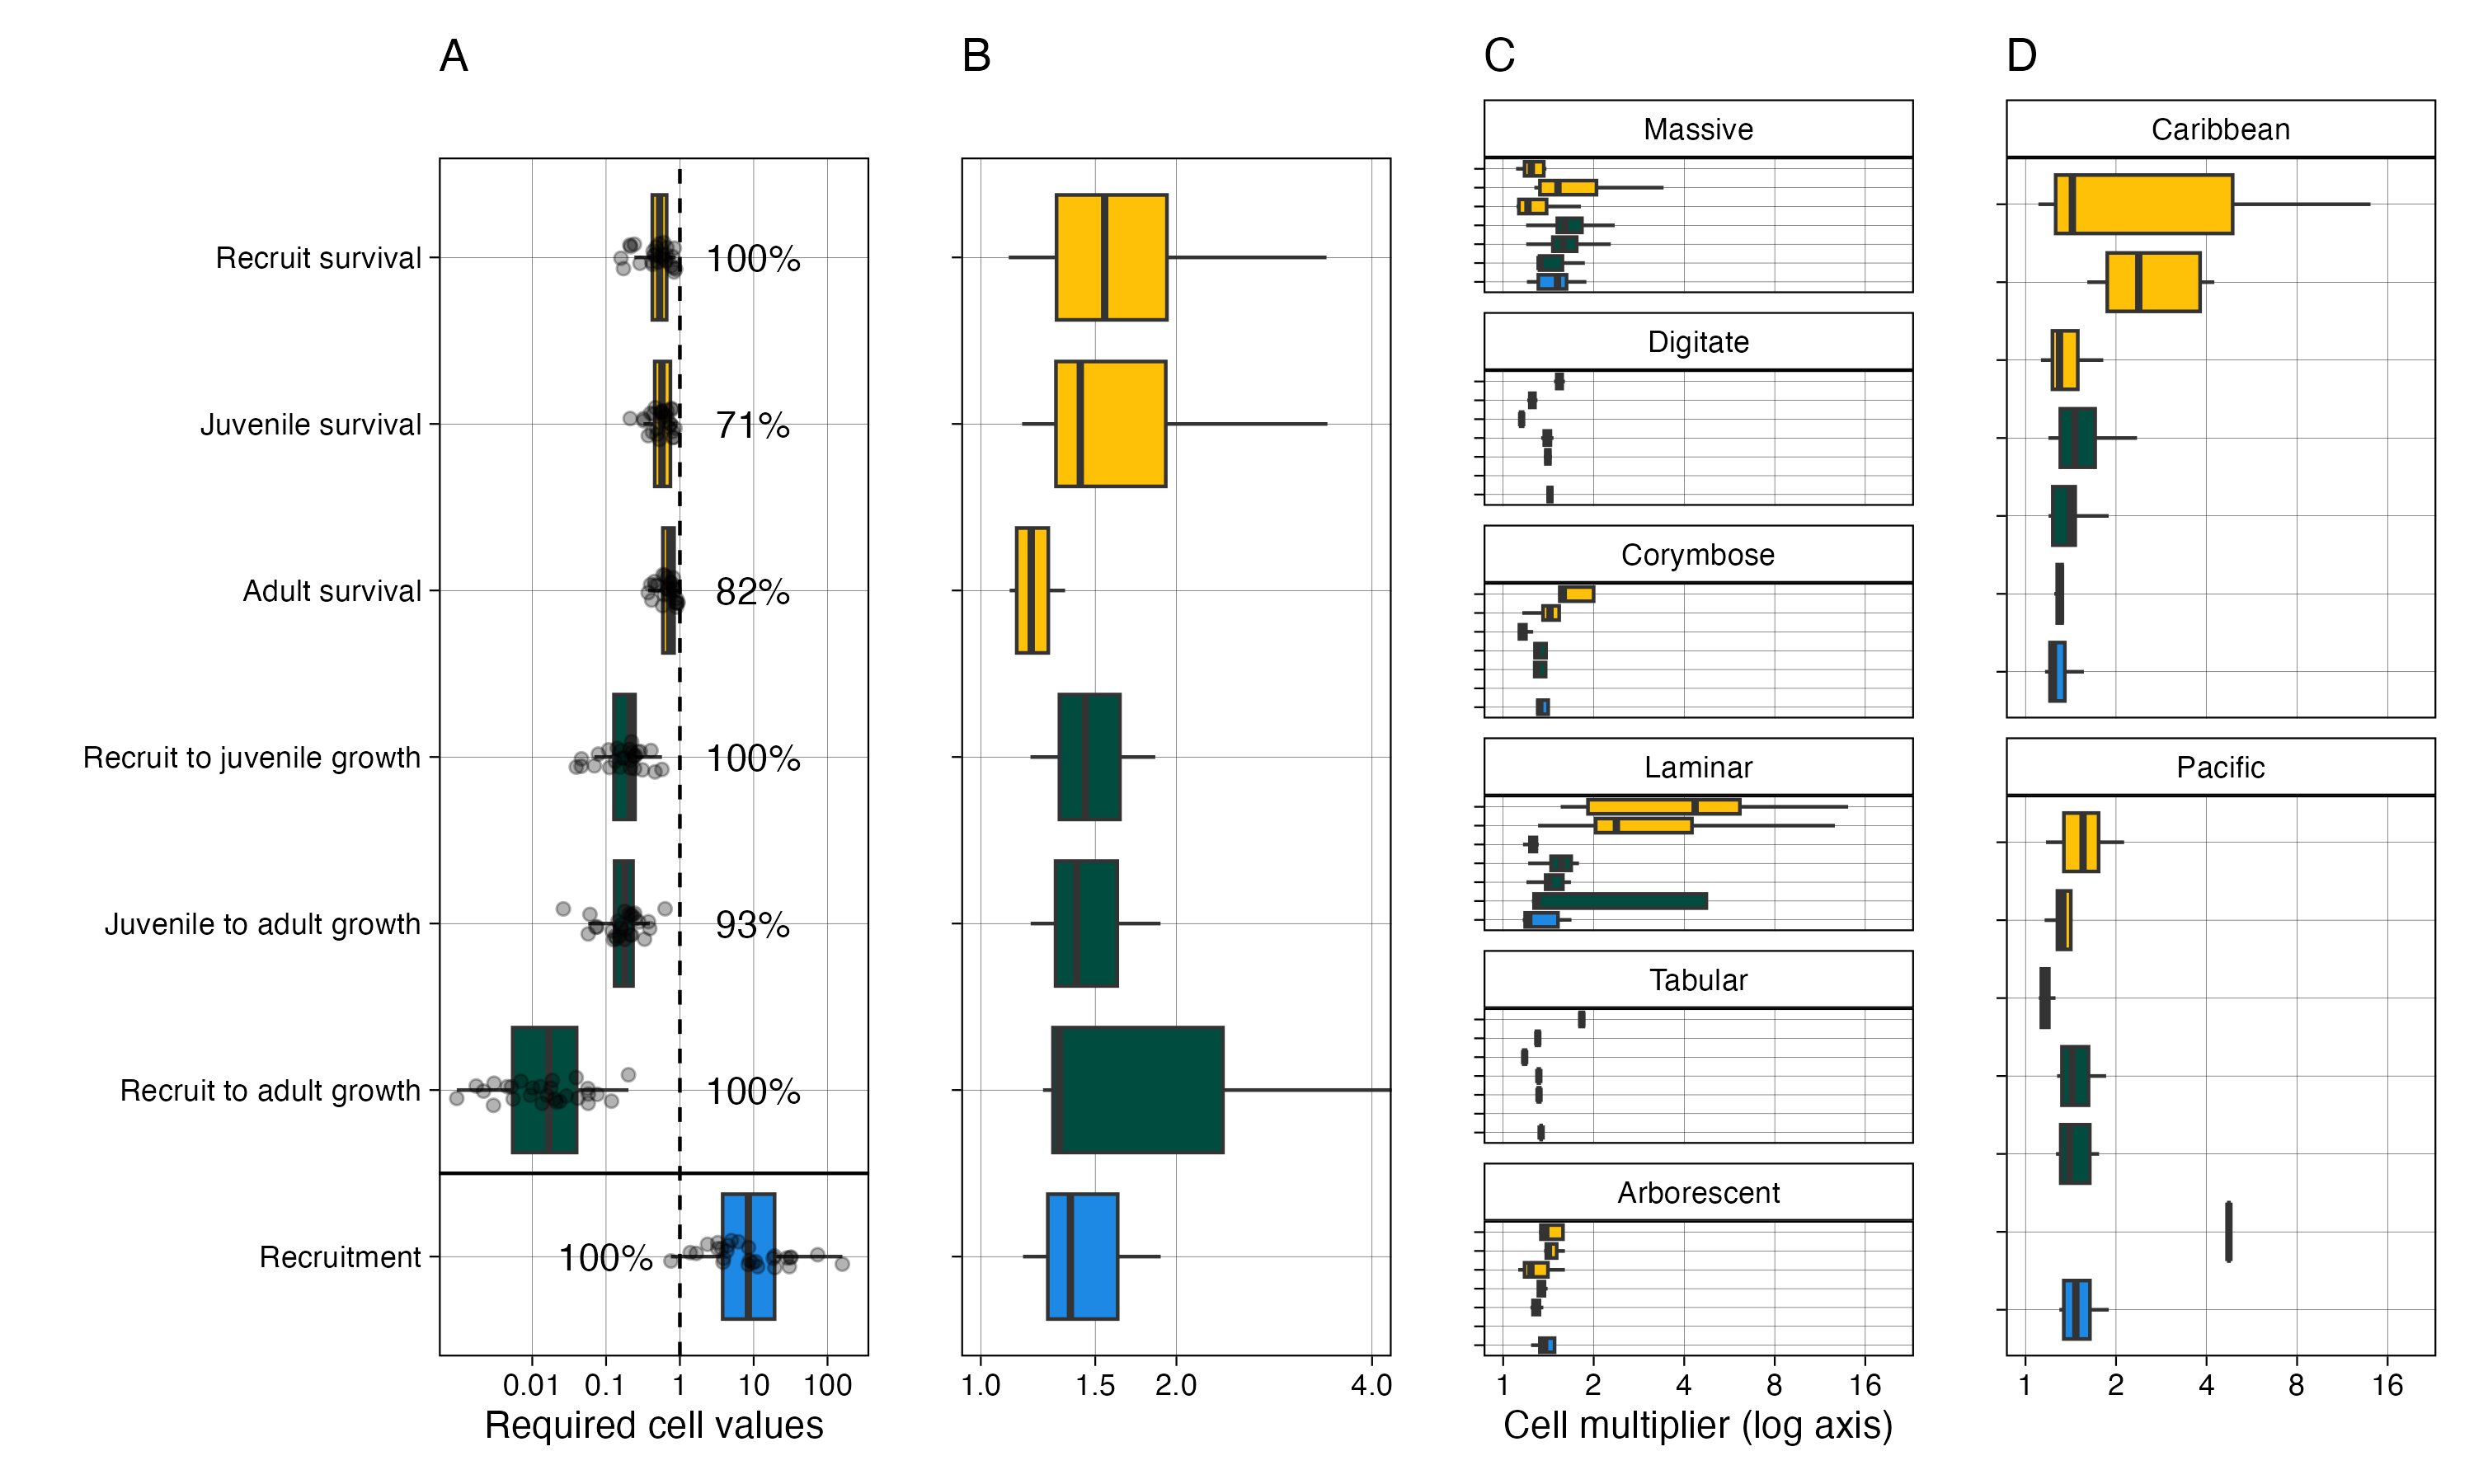 A
B
C
D
Massive
Digitate
Corymbose
Laminar
Tabular
Arborescent
Caribbean
Pacific
Recruit survival
100%
Juvenile survival
71%
Adult survival
82%
Recruit to juvenile growth
100%
Juvenile to adult growth
93%
Recruit to adult growth
100%
Recruitment
100%
0.01 0.1 1 10 100
Required cell values
1.0 1.5 2.0 4.0
1 2 4 8 16
Cell multiplier (log axis)
1 2 4 8 16